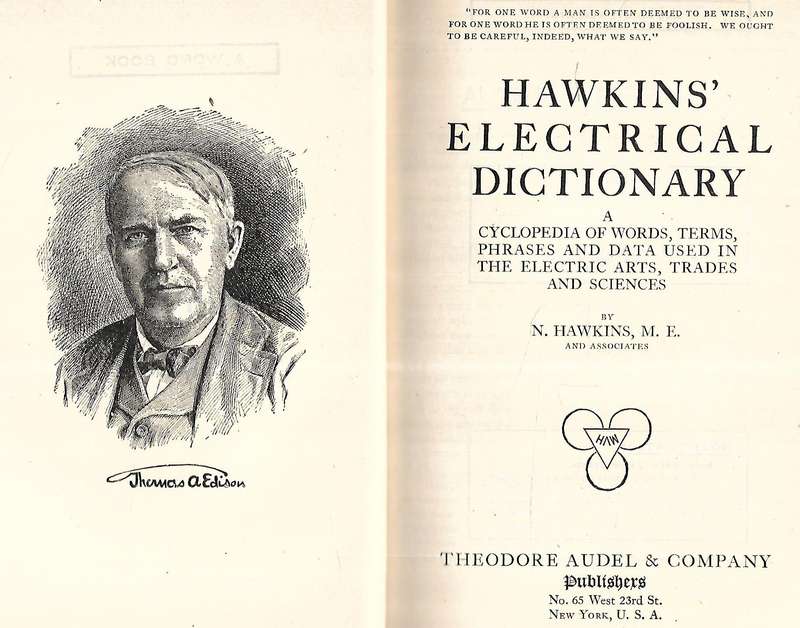 A WORD BOOK
Thomas A Edison
"FOR ONE WORD A MAN IS OFTEN DEEMED TO BE WISE, AND
FOR ONE WORD HE IS OFTEN DEEMED TO BE FOOLISH. WE OUGHT
TO BE CAREFUL, INDEED, WHAT WE SAY."
HAWKINS'
ELECTRICAL
DICTIONARY
A
CYCLOPEDIA OF WORDS, TERMS,
PHRASES AND DATA USED IN
THE ELECTRIC ARTS, TRADES
AND SCIENCES
BY
N. HAWKINS, M. E.
AND ASSOCIATES
HAW
THEODORE AUDEL & COMPANY
Publishers
No. 65 West 23rd St.
NEW YORK, U. S. A.